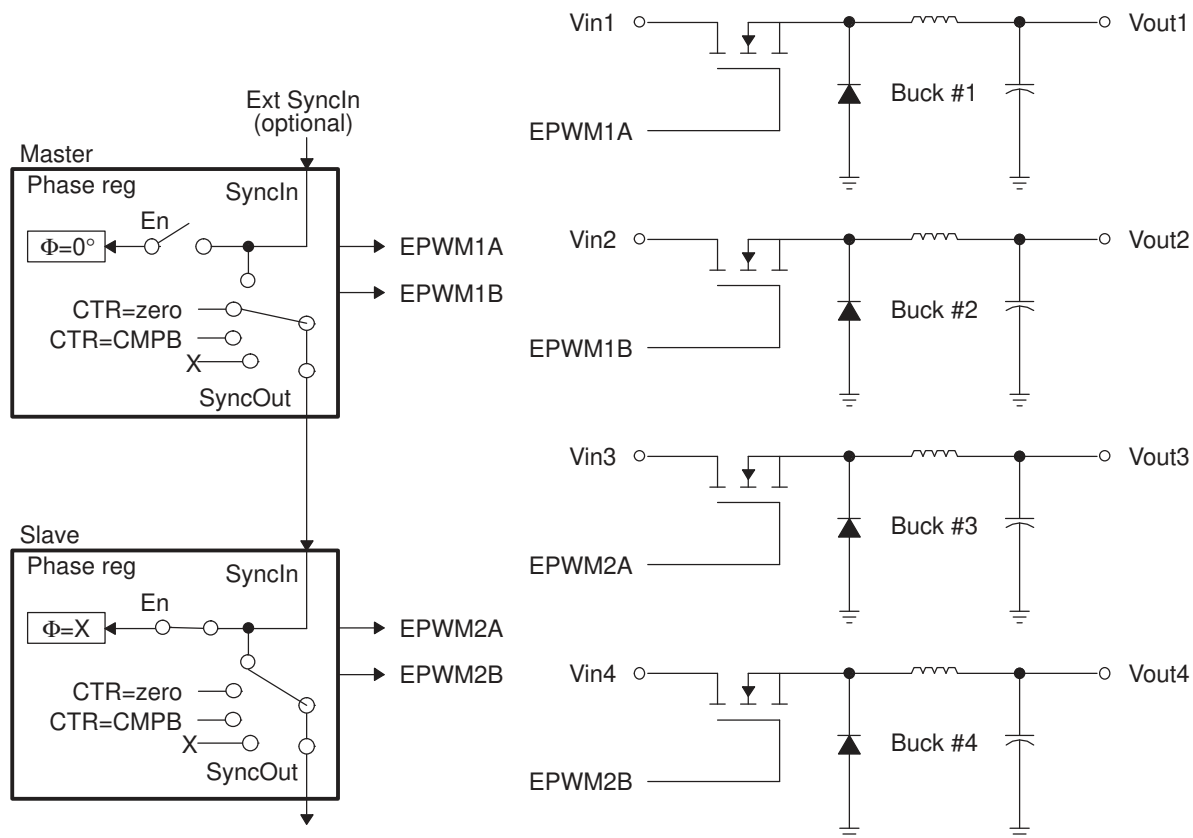 Ext SyncIn
(optional)
Master
Phase reg
SyncIn
En
Φ=0°
EPWM1A
EPWM1B
CTR=zero
CTR=CMPB
X
SyncOut
Slave
Phase reg
SyncIn
En
Φ=X
EPWM2A
EPWM2B
CTR=zero
CTR=CMPB
X
SyncOut
Vin1
Vout1
Buck #1
EPWM1A
Vin2
Vout2
Buck #2
EPWM1B
Vin3
Vout3
Buck #3
EPWM2A
Vin4
Vout4
Buck #4
EPWM2B